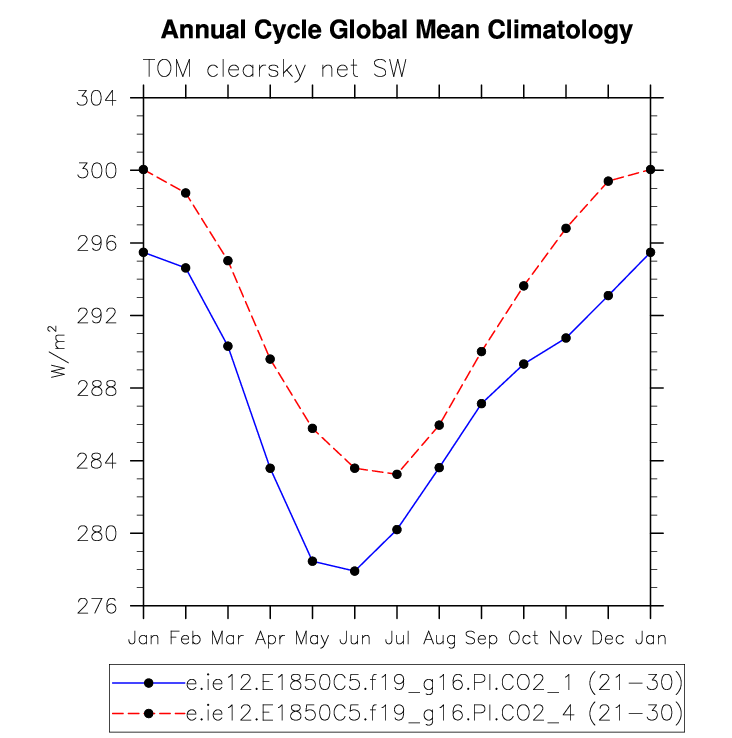 Annual Cycle Global Mean Climatology
TOM clearsky net SW
304
300
296
292
288
284
280
276
W/m²
Jan Feb Mar Apr May Jun Jul Aug Sep Oct Nov Dec Jan
e.ie12.E1850C5.f19_g16.PI.CO2_1 (21-30)
e.ie12.E1850C5.f19_g16.PI.CO2_4 (21-30)